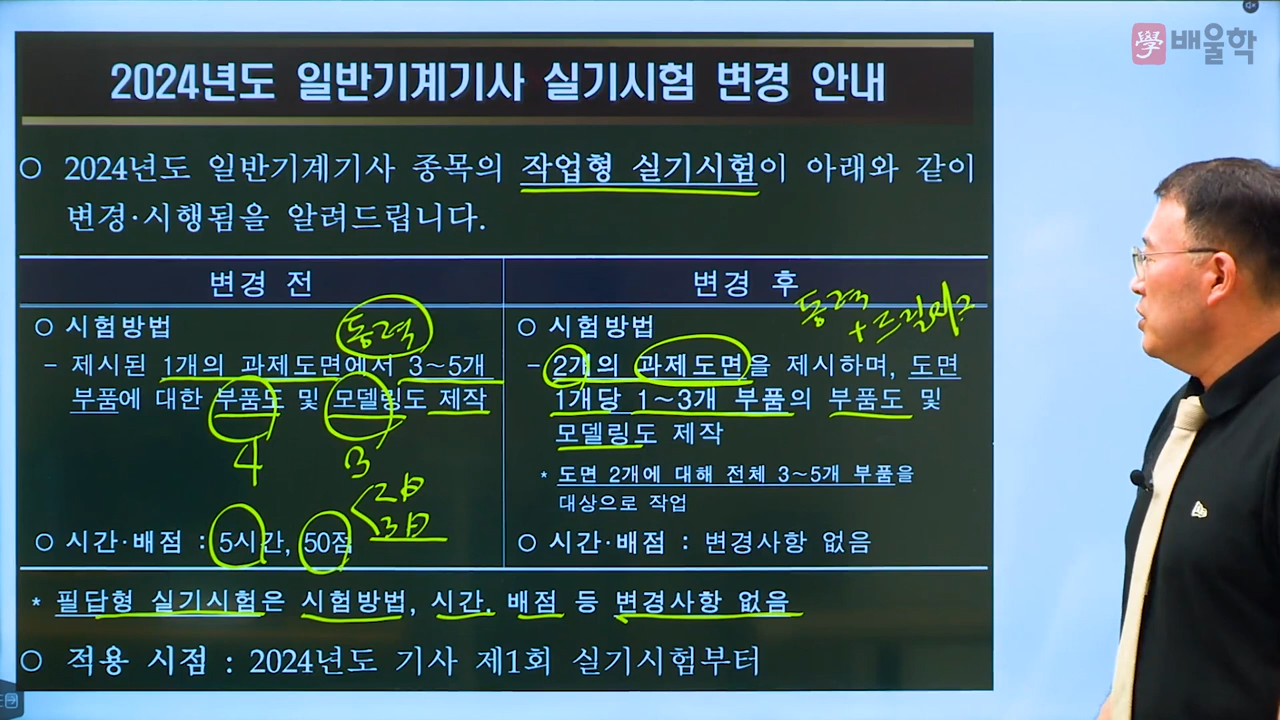 學 배울학
2024년도 일반기계기사 실기시험 변경 안내
○ 2024년도 일반기계기사 종목의 작업형 실기시험이 아래와 같이
변경·시행됨을 알려드립니다.
변경 전
○ 시험방법
동력
- 제시된 1개의 과제도면에서 3~5개
부품에 대한 부품도 및 모델링도 제작
4 3
2D
3D
○ 시간·배점 : 5시간, 50점
변경 후
동력
+드릴지그
○ 시험방법
- 2개의 과제도면을 제시하며, 도면
1개당 1~3개 부품의 부품도 및
모델링도 제작
* 도면 2개에 대해 전체 3~5개 부품을
대상으로 작업
○ 시간·배점 : 변경사항 없음
* 필답형 실기시험은 시험방법, 시간, 배점 등 변경사항 없음
○ 적용 시점 : 2024년도 기사 제1회 실기시험부터